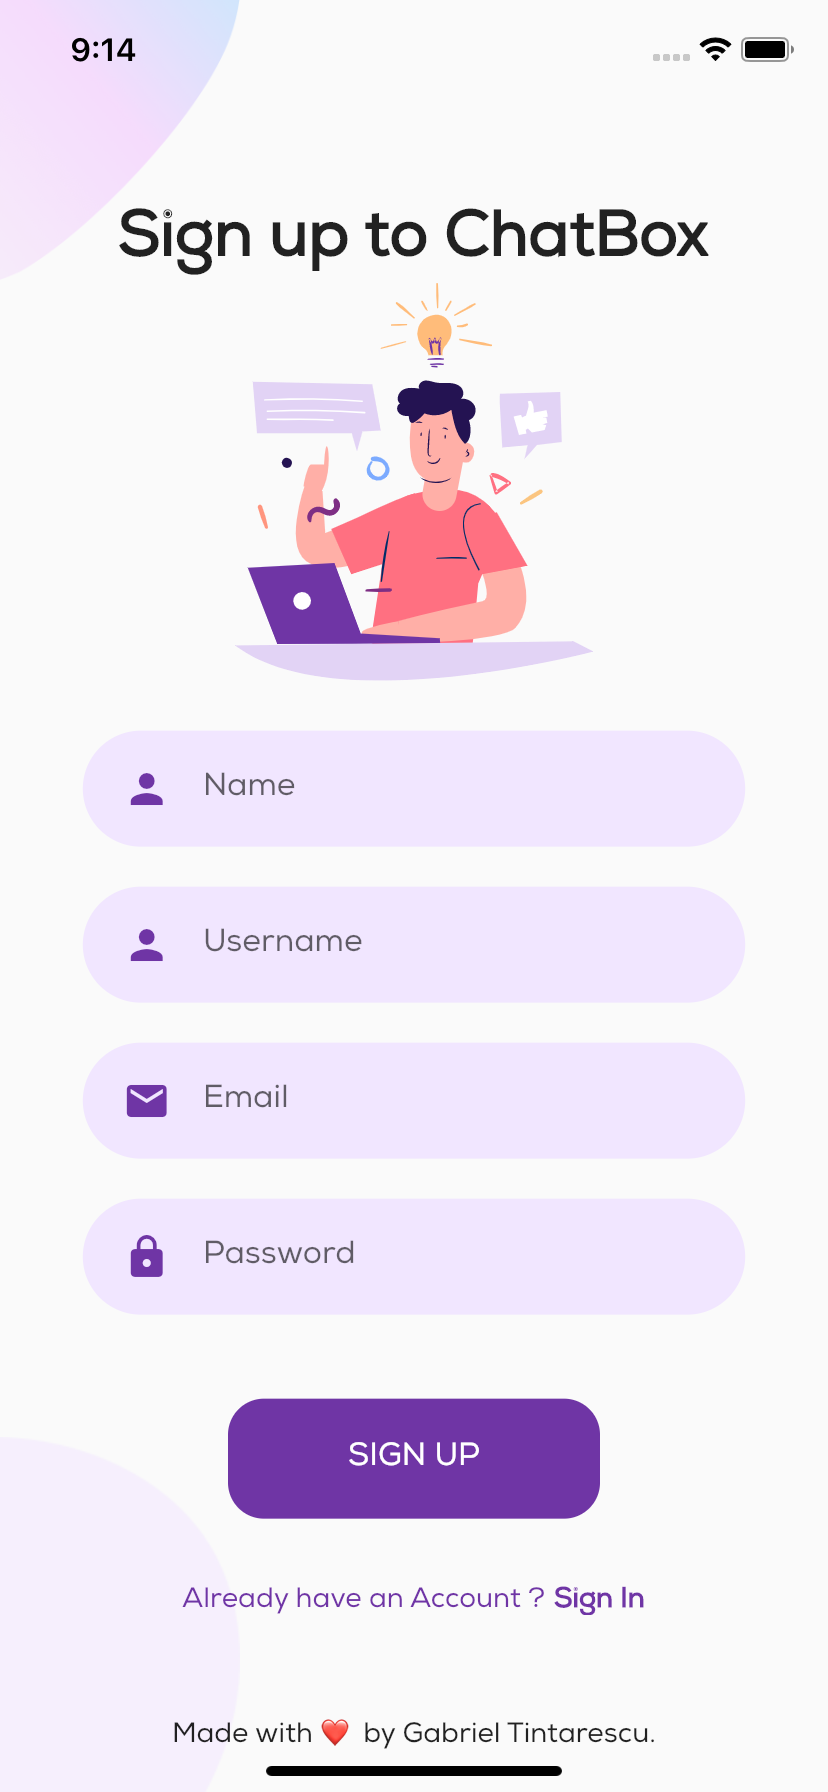 9:14
Sign up to ChatBox
Name
Username
Email
Password
SIGN UP
Already have an Account ? Sign In
Made with ❤️ by Gabriel Tintarescu.